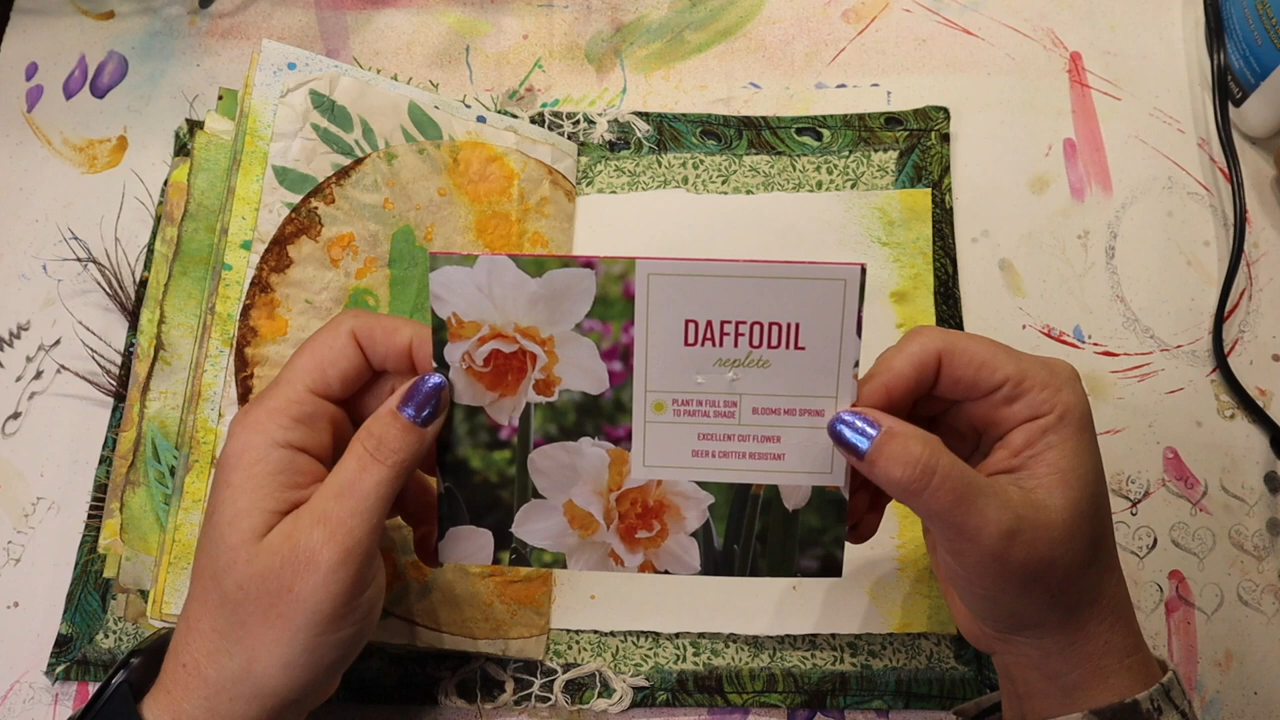 DAFFODIL
replete
PLANT IN FULL SUN
TO PARTIAL SHADE
BLOOMS MID SPRING
EXCELLENT CUT FLOWER
DEER & CRITTER RESISTANT